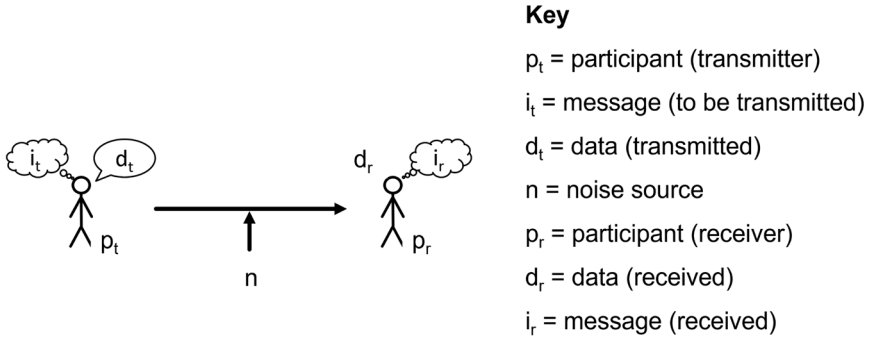 i_t
d_t
p_t
n
d_r
i_r
p_r
Key
p_t = participant (transmitter)
i_t = message (to be transmitted)
d_t = data (transmitted)
n = noise source
p_r = participant (receiver)
d_r = data (received)
i_r = message (received)